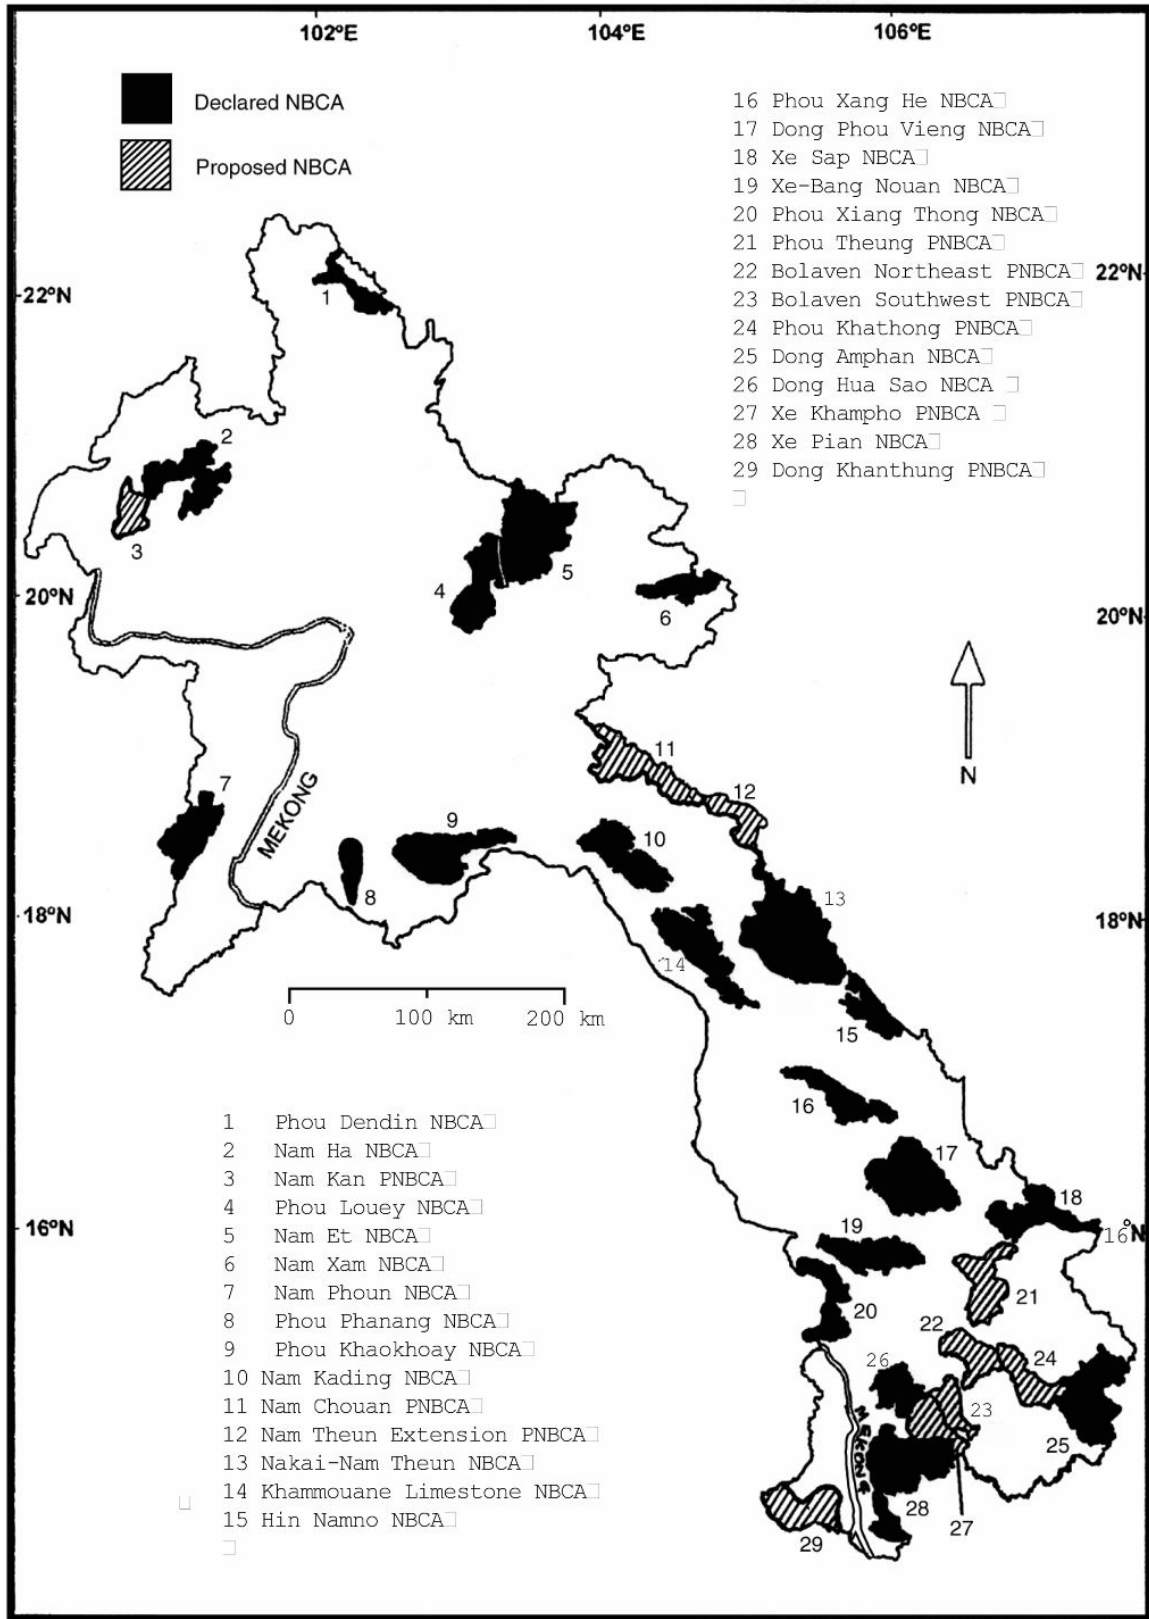 102°E 104°E 106°E
Declared NBCA
Proposed NBCA
16 Phou Xang He NBCA
17 Dong Phou Vieng NBCA
18 Xe Sap NBCA
19 Xe-Bang Nouan NBCA
20 Phou Xiang Thong NBCA
21 Phou Theung PNBCA
22 Bolaven Northeast PNBCA
23 Bolaven Southwest PNBCA
24 Phou Khathong PNBCA
25 Dong Amphan NBCA
26 Dong Hua Sao NBCA
27 Xe Khampho PNBCA
28 Xe Pian NBCA
29 Dong Khanthung PNBCA
22°N
22°N
1
2
3
4
5
6
20°N
20°N
N
7
MEKONG
8
9
10
11
12
13
14
15
18°N
18°N
0 100 km 200 km
16
17
18
19
16°N
16°N
20
21
22
23
24
25
26
MEKONG
27
28
29
1 Phou Dendin NBCA
2 Nam Ha NBCA
3 Nam Kan PNBCA
4 Phou Louey NBCA
5 Nam Et NBCA
6 Nam Xam NBCA
7 Nam Phoun NBCA
8 Phou Phanang NBCA
9 Phou Khaokhoay NBCA
10 Nam Kading NBCA
11 Nam Chouan PNBCA
12 Nam Theun Extension PNBCA
13 Nakai-Nam Theun NBCA
14 Khammouane Limestone NBCA
15 Hin Namno NBCA